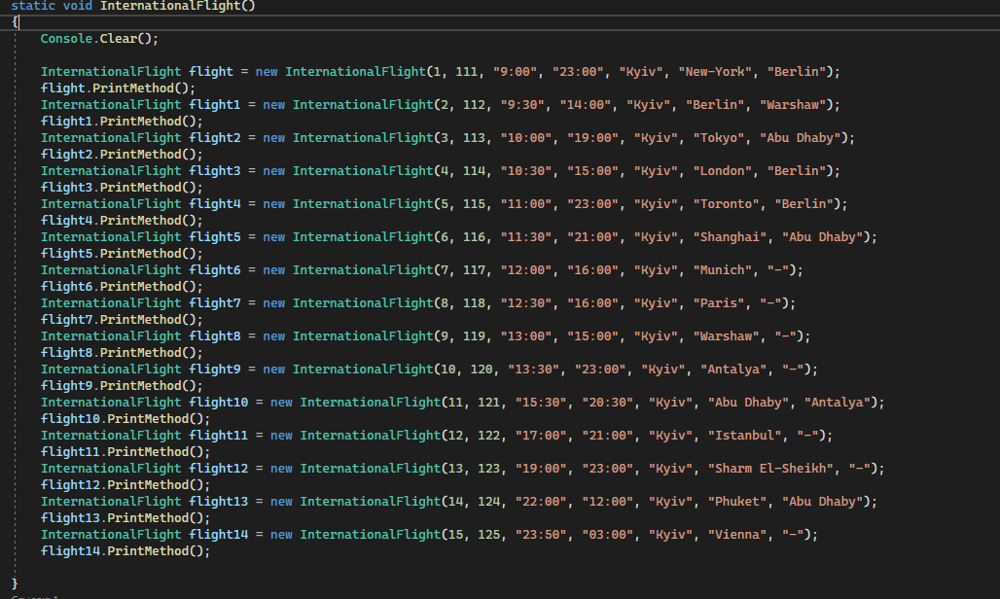 static void InternationalFlight()
{
Console.Clear();
InternationalFlight flight = new InternationalFlight(1, 111, "9:00", "23:00", "Kyiv", "New-York", "Berlin");
flight.PrintMethod();
InternationalFlight flight1 = new InternationalFlight(2, 112, "9:30", "14:00", "Kyiv", "Berlin", "Warshaw");
flight1.PrintMethod();
InternationalFlight flight2 = new InternationalFlight(3, 113, "10:00", "19:00", "Kyiv", "Tokyo", "Abu Dhaby");
flight2.PrintMethod();
InternationalFlight flight3 = new InternationalFlight(4, 114, "10:30", "15:00", "Kyiv", "London", "Berlin");
flight3.PrintMethod();
InternationalFlight flight4 = new InternationalFlight(5, 115, "11:00", "23:00", "Kyiv", "Toronto", "Berlin");
flight4.PrintMethod();
InternationalFlight flight5 = new InternationalFlight(6, 116, "11:30", "21:00", "Kyiv", "Shanghai", "Abu Dhaby");
flight5.PrintMethod();
InternationalFlight flight6 = new InternationalFlight(7, 117, "12:00", "16:00", "Kyiv", "Munich", "-");
flight6.PrintMethod();
InternationalFlight flight7 = new InternationalFlight(8, 118, "12:30", "16:00", "Kyiv", "Paris", "-");
flight7.PrintMethod();
InternationalFlight flight8 = new InternationalFlight(9, 119, "13:00", "15:00", "Kyiv", "Warshaw", "-");
flight8.PrintMethod();
InternationalFlight flight9 = new InternationalFlight(10, 120, "13:30", "23:00", "Kyiv", "Antalya", "-");
flight9.PrintMethod();
InternationalFlight flight10 = new InternationalFlight(11, 121, "15:30", "20:30", "Kyiv", "Abu Dhaby", "Antalya");
flight10.PrintMethod();
InternationalFlight flight11 = new InternationalFlight(12, 122, "17:00", "21:00", "Kyiv", "Istanbul", "-");
flight11.PrintMethod();
InternationalFlight flight12 = new InternationalFlight(13, 123, "19:00", "23:00", "Kyiv", "Sharm El-Sheikh", "-");
flight12.PrintMethod();
InternationalFlight flight13 = new InternationalFlight(14, 124, "22:00", "12:00", "Kyiv", "Phuket", "Abu Dhaby");
flight13.PrintMethod();
InternationalFlight flight14 = new InternationalFlight(15, 125, "23:50", "03:00", "Kyiv", "Vienna", "-");
flight14.PrintMethod();
}